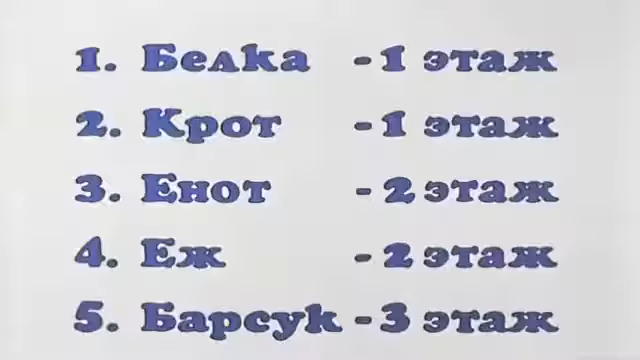 1. Белка - 1 этаж
2. Крот - 1 этаж
3. Енот - 2 этаж
4. Еж - 2 этаж
5. Барсук - 3 этаж